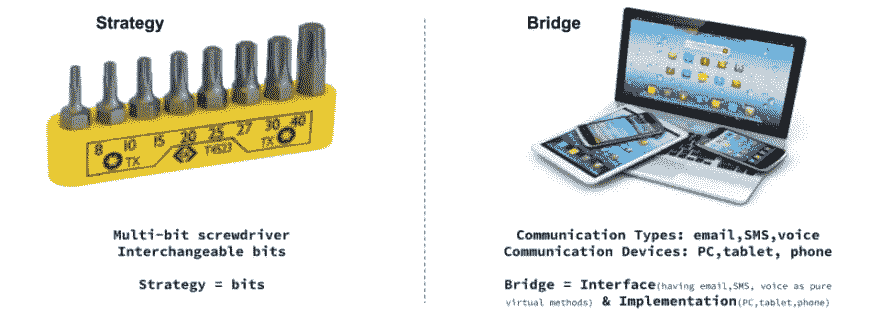 Strategy
8 10 15 20 25 27 30 40
TX TX
Multi-bit screwdriver
Interchangeable bits
Strategy = bits
Bridge
Communication Types: email,SMS,voice
Communication Devices: PC,tablet, phone
Bridge = Interface(having email,SMS, voice as pure
virtual methods) & Implementation(PC,tablet,phone)